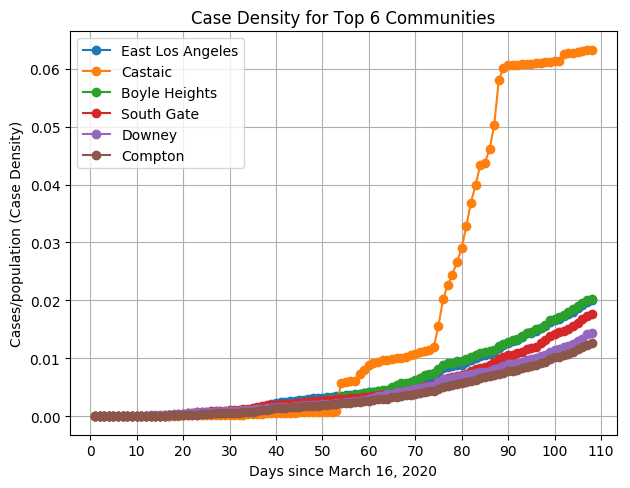 Case Density for Top 6 Communities
East Los Angeles
Castaic
Boyle Heights
South Gate
Downey
Compton
Cases/population (Case Density)
0.06
0.05
0.04
0.03
0.02
0.01
0.00
0 10 20 30 40 50 60 70 80 90 100 110
Days since March 16, 2020